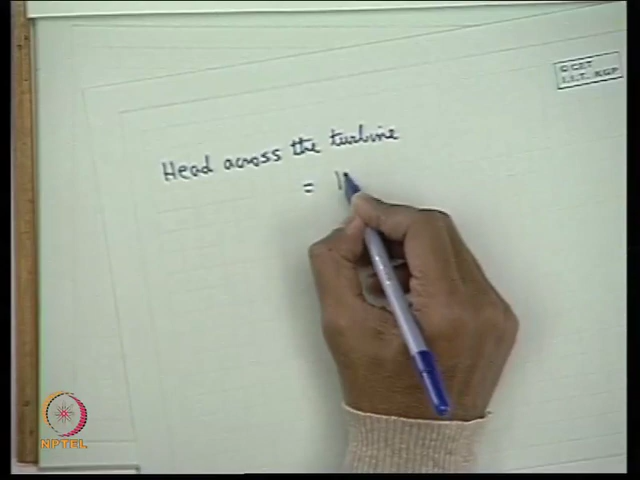 © CET
I.I.T. KGP
Head across the turbine
=
NPTEL